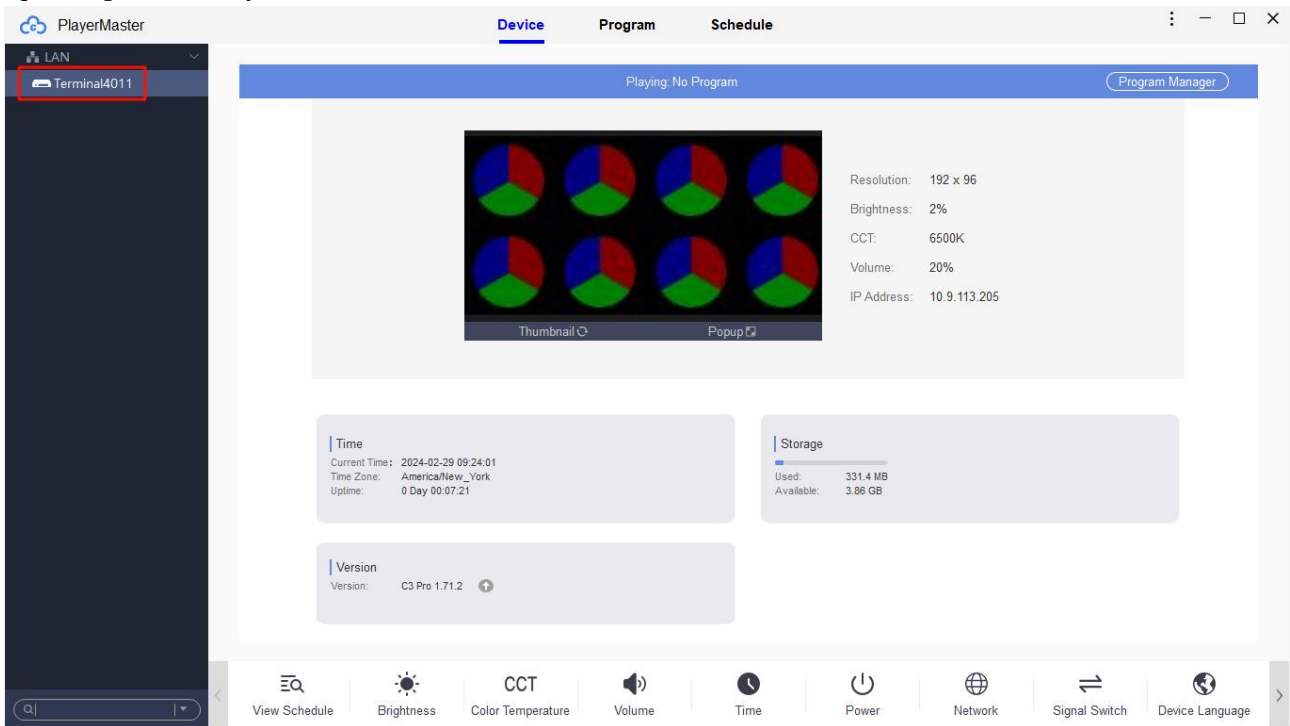 PlayerMaster
Device Program Schedule
LAN
Terminal4011
Playing: No Program
Program Manager
Resolution: 192 x 96
Brightness: 2%
CCT: 6500K
Volume: 20%
IP Address: 10.9.113.205
Thumbnail Popup
Time
Current Time: 2024-02-29 09:24:01
Time Zone: America/New_York
Uptime: 0 Day 00:07:21
Storage
Used: 331.4 MB
Available: 3.86 GB
Version
Version: C3 Pro 1.71.2
CCT
View Schedule Brightness Color Temperature Volume Time Power Network Signal Switch Device Language